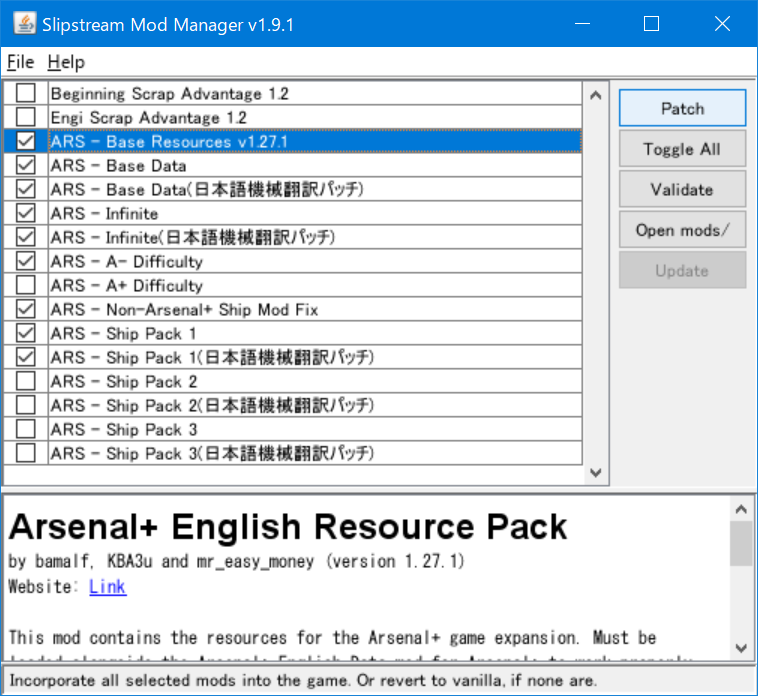 Slipstream Mod Manager v1.9.1
File Help
Beginning Scrap Advantage 1.2
Engi Scrap Advantage 1.2
ARS - Base Resources v1.27.1
ARS - Base Data
ARS - Base Data(日本語機械翻訳パッチ)
ARS - Infinite
ARS - Infinite(日本語機械翻訳パッチ)
ARS - A- Difficulty
ARS - A+ Difficulty
ARS - Non-Arsenal+ Ship Mod Fix
ARS - Ship Pack 1
ARS - Ship Pack 1(日本語機械翻訳パッチ)
ARS - Ship Pack 2
ARS - Ship Pack 2(日本語機械翻訳パッチ)
ARS - Ship Pack 3
ARS - Ship Pack 3(日本語機械翻訳パッチ)
Patch
Toggle All
Validate
Open mods/
Update
Arsenal+ English Resource Pack
by bamalf, KBA3u and mr_easy_money (version 1.27.1)
Website: Link
This mod contains the resources for the Arsenal+ game expansion. Must be
Incorporate all selected mods into the game. Or revert to vanilla, if none are.